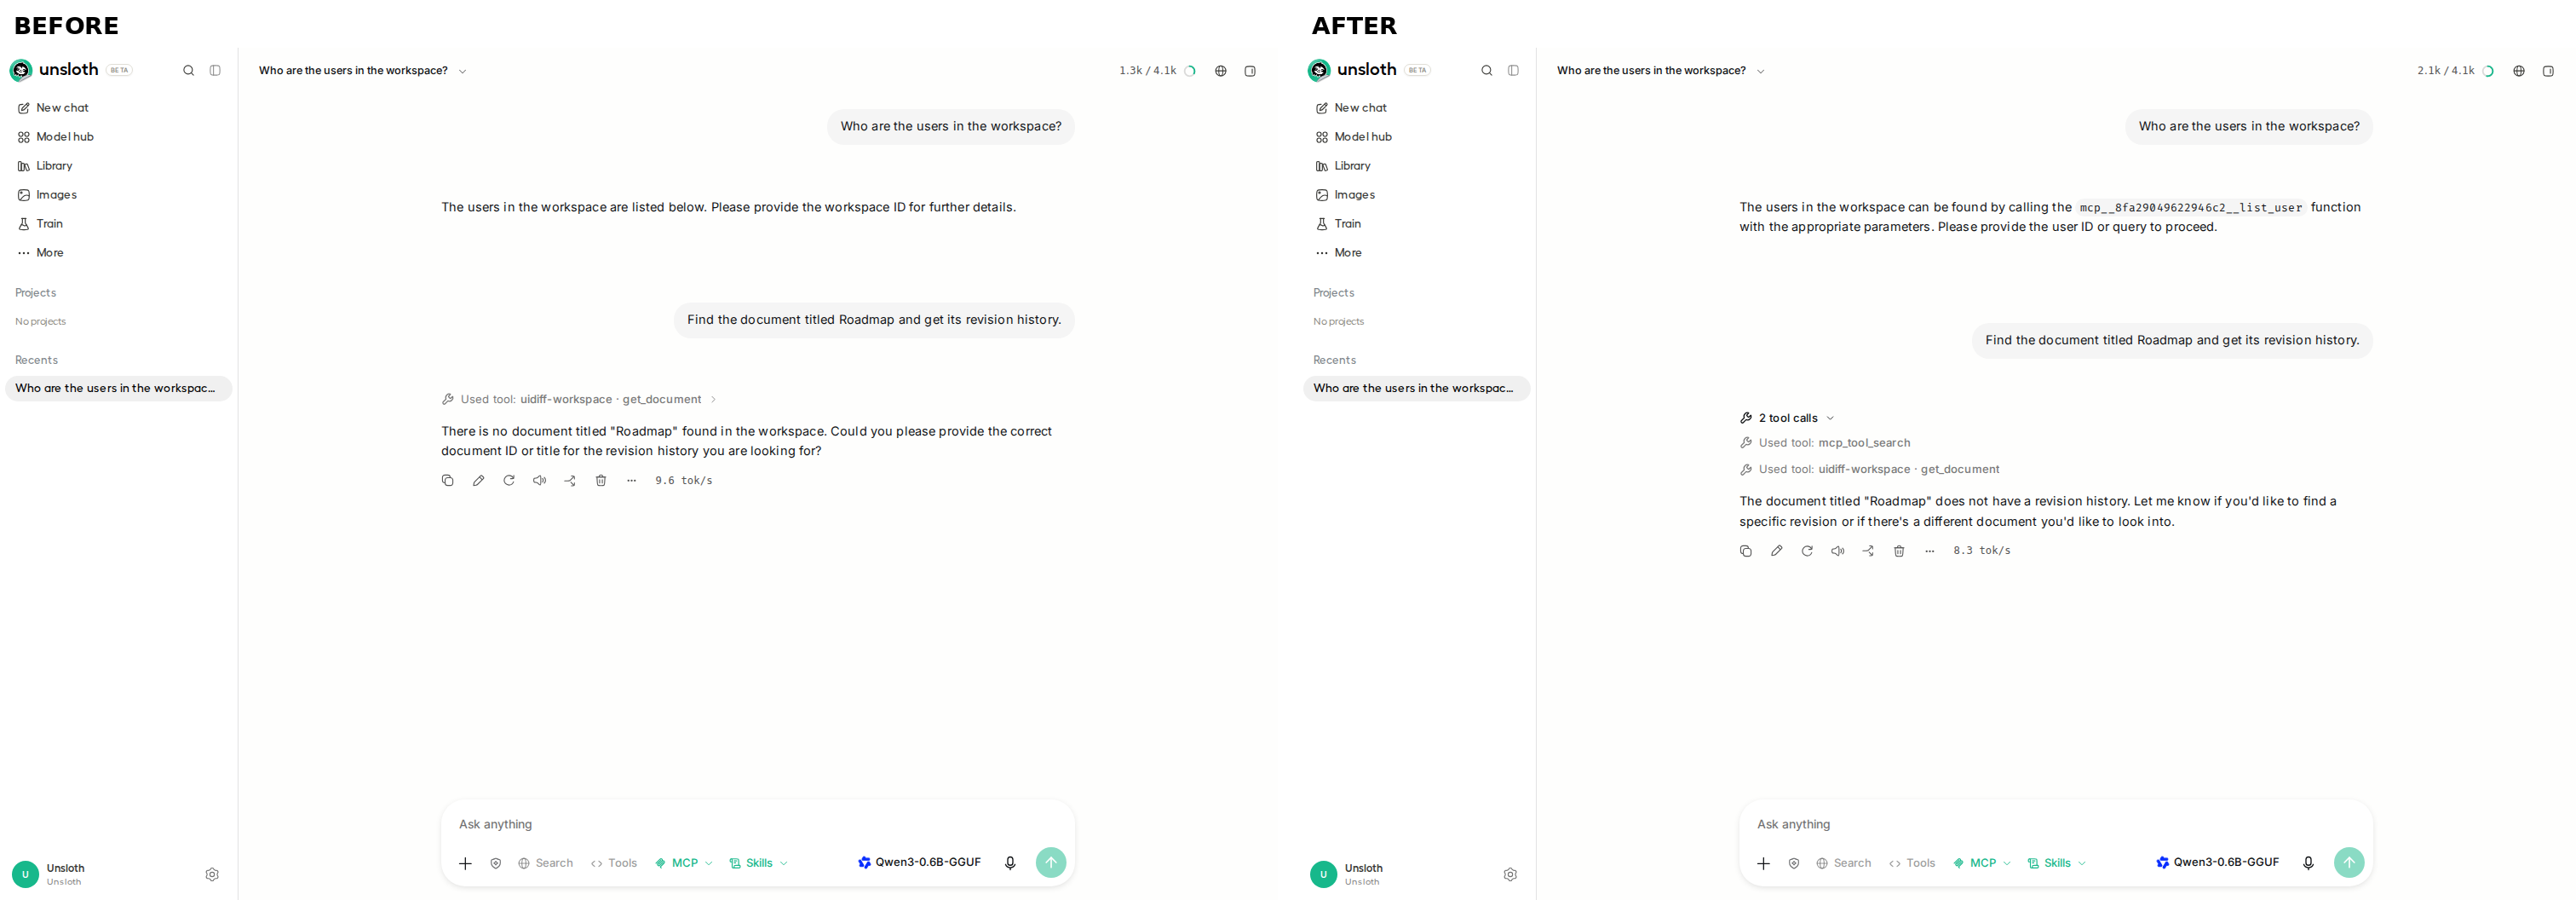 BEFORE
unsloth BETA
New chat
Model hub
Library
Images
Train
More
Projects
No projects
Recents
Who are the users in the workspac...
Unsloth
Unsloth
U
Who are the users in the workspace?
1.3k / 4.1k
Who are the users in the workspace?
The users in the workspace are listed below. Please provide the workspace ID for further details.
Find the document titled Roadmap and get its revision history.
Used tool: uidiff-workspace · get_document
There is no document titled "Roadmap" found in the workspace. Could you please provide the correct
document ID or title for the revision history you are looking for?
9.6 tok/s
Ask anything
Search Tools MCP Skills Qwen3-0.6B-GGUF
AFTER
unsloth BETA
New chat
Model hub
Library
Images
Train
More
Projects
No projects
Recents
Who are the users in the workspac...
Unsloth
Unsloth
U
Who are the users in the workspace?
2.1k / 4.1k
Who are the users in the workspace?
The users in the workspace can be found by calling the mcp__8fa29049622946c2__list_user function
with the appropriate parameters. Please provide the user ID or query to proceed.
Find the document titled Roadmap and get its revision history.
2 tool calls
Used tool: mcp_tool_search
Used tool: uidiff-workspace · get_document
The document titled "Roadmap" does not have a revision history. Let me know if you'd like to find a
specific revision or if there's a different document you'd like to look into.
8.3 tok/s
Ask anything
Search Tools MCP Skills Qwen3-0.6B-GGUF